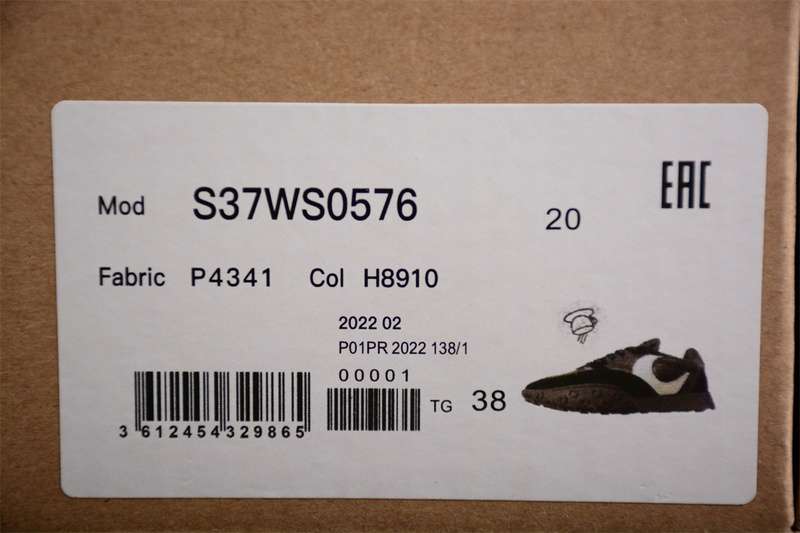 EAC
Mod S37WS0576 20
Fabric P4341 Col H8910
2022 02
P01PR 2022 138/1
00001
3 612454 329865
TG 38